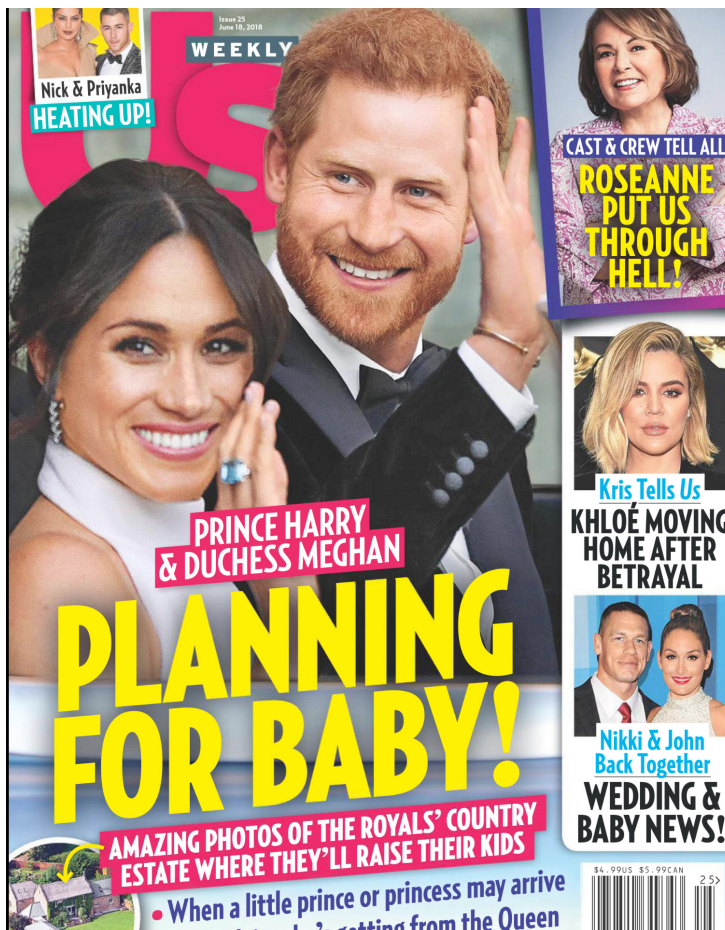 Issue 25
June 18, 2018
Us
WEEKLY
Nick & Priyanka
HEATING UP!
CAST & CREW TELL ALL
ROSEANNE
PUT US
THROUGH
HELL!
Kris Tells Us
KHLOÉ MOVING
HOME AFTER
BETRAYAL
Nikki & John
Back Together
WEDDING &
BABY NEWS!
PRINCE HARRY
& DUCHESS MEGHAN
PLANNING
FOR BABY!
AMAZING PHOTOS OF THE ROYALS' COUNTRY
ESTATE WHERE THEY'LL RAISE THEIR KIDS
• When a little prince or princess may arrive
getting from the Queen
$4.99US $5.99CAN
25>